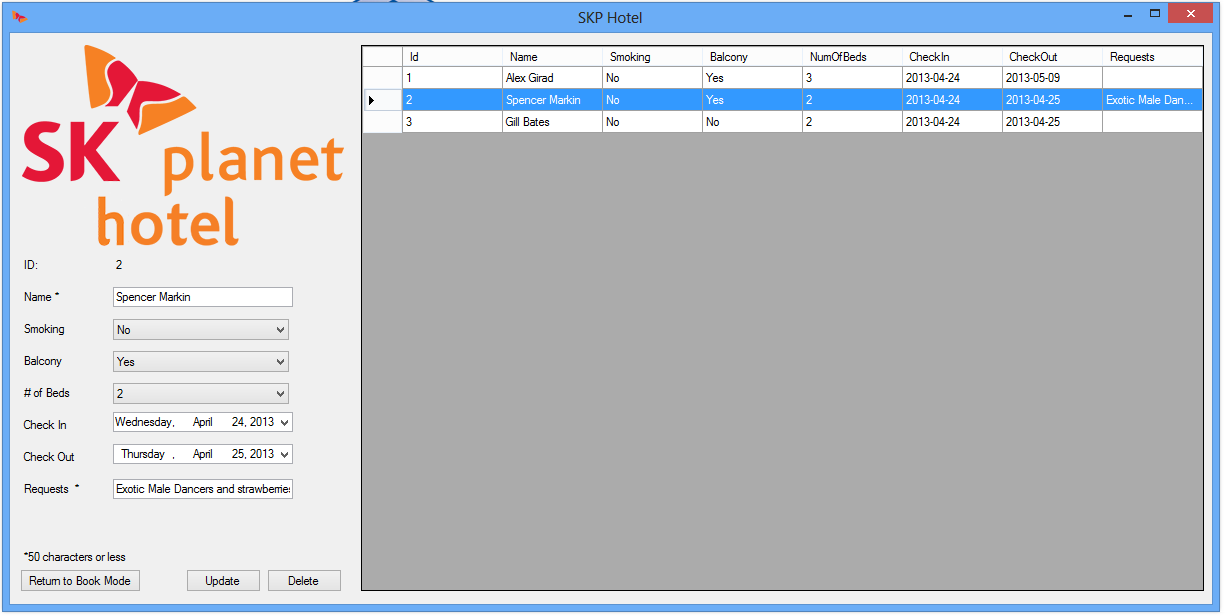 SKP Hotel
SK planet
hotel
ID: 2
Name * Spencer Markin
Smoking No
Balcony Yes
# of Beds 2
Check In Wednesday, April 24, 2013
Check Out Thursday , April 25, 2013
Requests * Exotic Male Dancers and strawberries
*50 characters or less
Return to Book Mode Update Delete
Id Name Smoking Balcony NumOfBeds CheckIn CheckOut Requests
1 Alex Girad No Yes 3 2013-04-24 2013-05-09
2 Spencer Markin No Yes 2 2013-04-24 2013-04-25 Exotic Male Dan...
3 Gill Bates No No 2 2013-04-24 2013-04-25